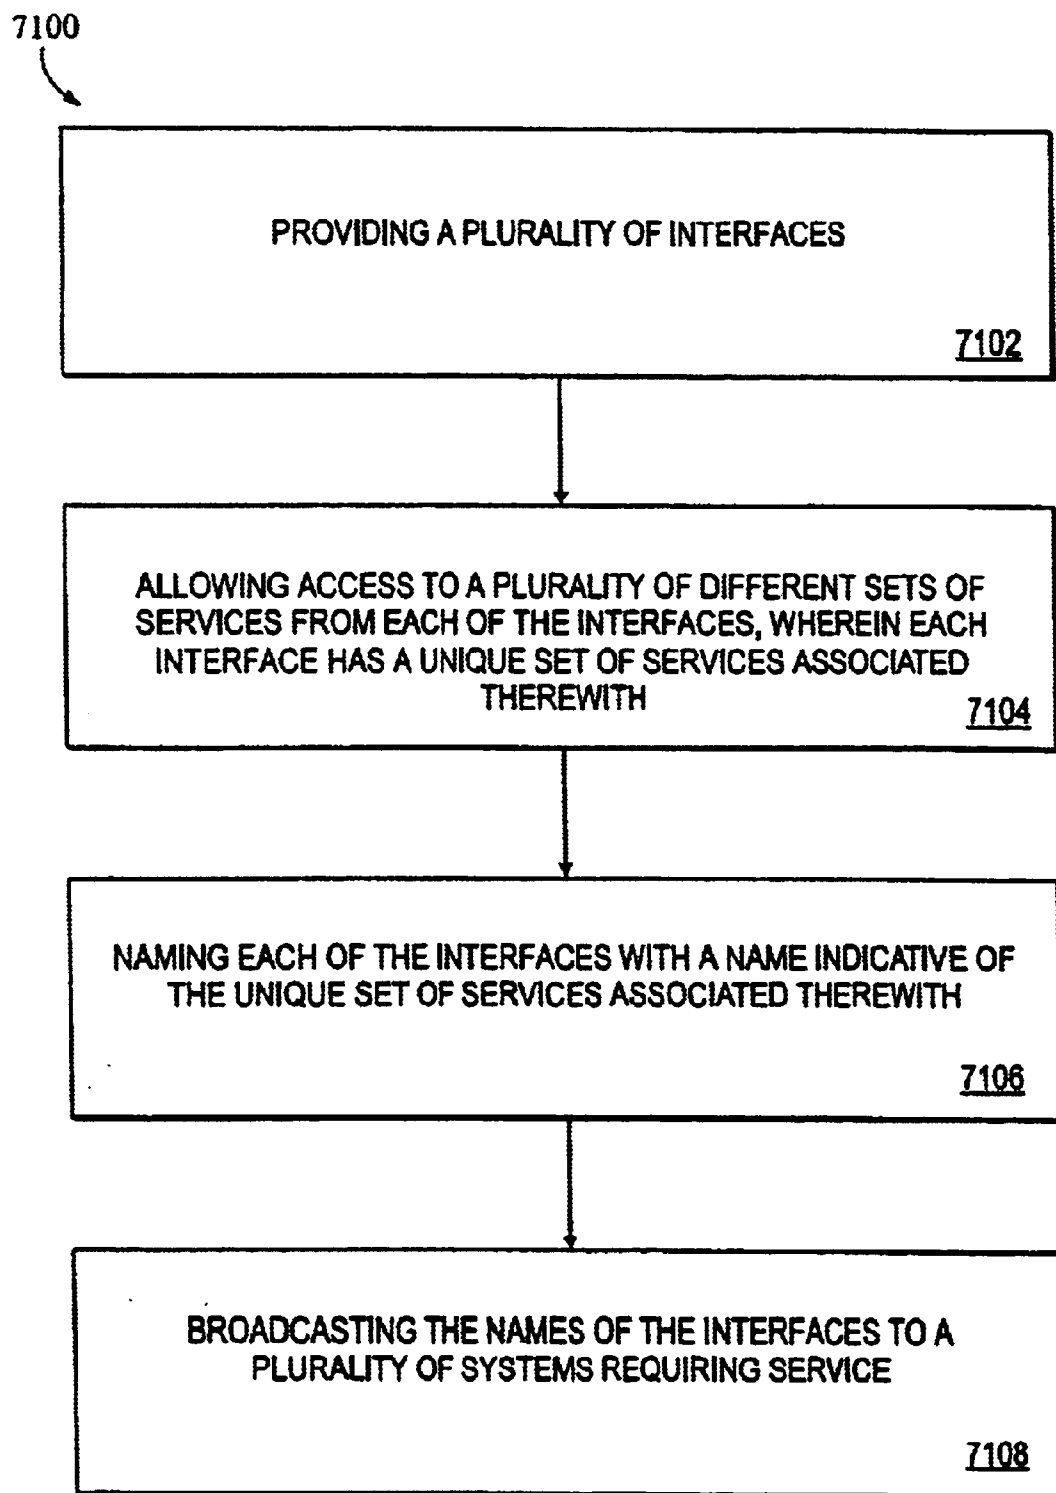 7100
PROVIDING A PLURALITY OF INTERFACES
7102
ALLOWING ACCESS TO A PLURALITY OF DIFFERENT SETS OF
SERVICES FROM EACH OF THE INTERFACES, WHEREIN EACH
INTERFACE HAS A UNIQUE SET OF SERVICES ASSOCIATED
THEREWITH
7104
NAMING EACH OF THE INTERFACES WITH A NAME INDICATIVE OF
THE UNIQUE SET OF SERVICES ASSOCIATED THEREWITH
7106
BROADCASTING THE NAMES OF THE INTERFACES TO A
PLURALITY OF SYSTEMS REQUIRING SERVICE
7108